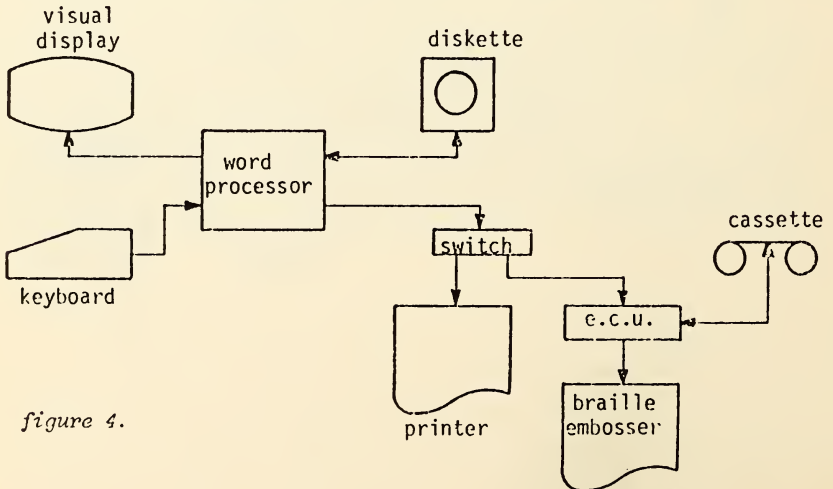 visual
display
diskette
word
processor
cassette
switch
keyboard
e.c.u.
figure 4.
printer
braille
embosser